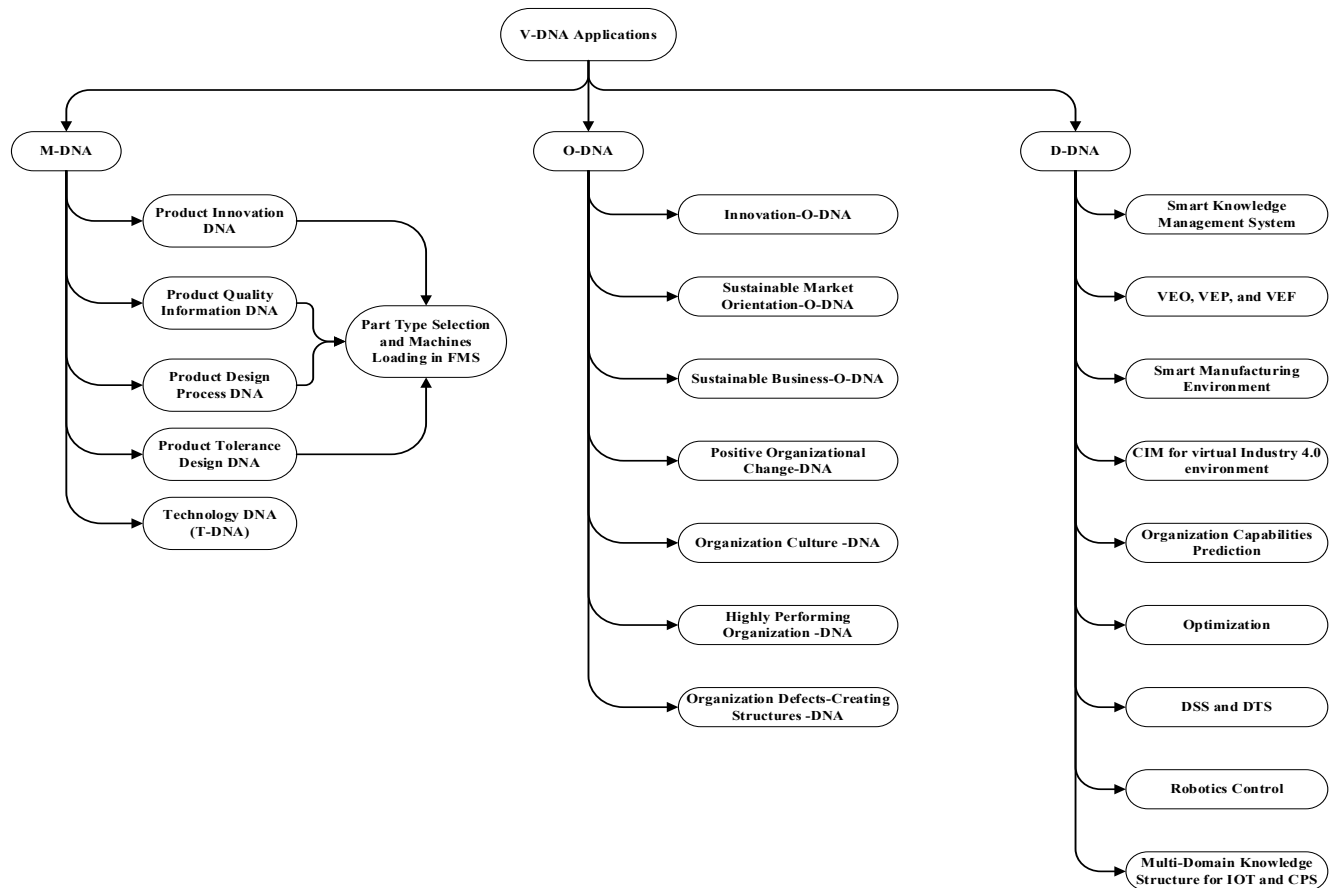 V-DNA Applications
M-DNA
O-DNA
D-DNA
Product Innovation
DNA
Product Quality
Information DNA
Product Design
Process DNA
Product Tolerance
Design DNA
Technology DNA
(T-DNA)
Part Type Selection
and Machines
Loading in FMS
Innovation-O-DNA
Sustainable Market
Orientation-O-DNA
Sustainable Business-O-DNA
Positive Organizational
Change-DNA
Organization Culture -DNA
Highly Performing
Organization -DNA
Organization Defects-Creating
Structures -DNA
Smart Knowledge
Management System
VEO, VEP, and VEF
Smart Manufacturing
Environment
CIM for virtual Industry 4.0
environment
Organization Capabilities
Prediction
Optimization
DSS and DTS
Robotics Control
Multi-Domain Knowledge
Structure for IOT and CPS